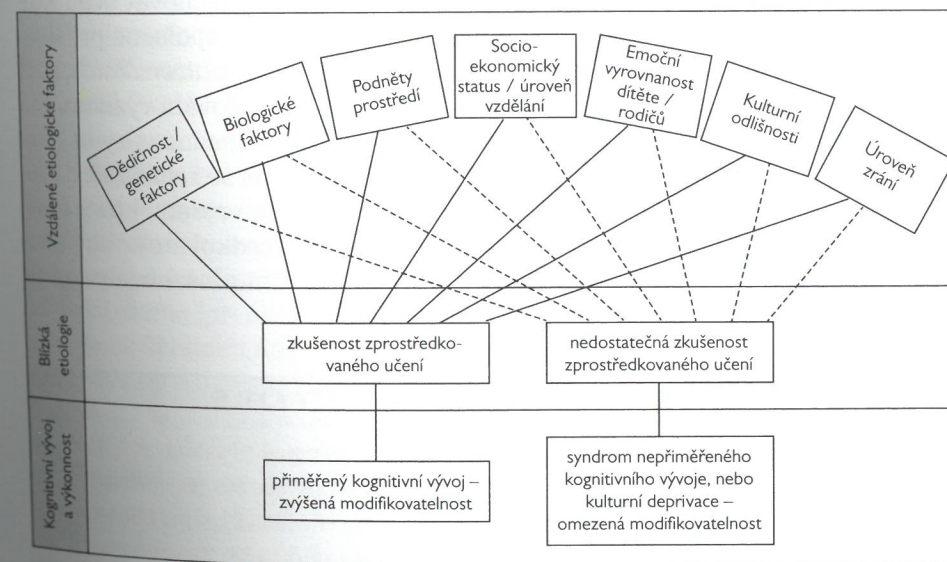 Vzdálené etiologické faktory
Dědičnost /
genetické
faktory
Biologické
faktory
Podněty
prostředí
Socio-
ekonomický
status / úroveň
vzdělání
Emoční
vyrovnanost
dítěte /
rodičů
Kulturní
odlišnosti
Úroveň
zrání
Blízká
etiologie
zkušenost zprostředko-
vaného učení
nedostatečná zkušenost
zprostředkovaného učení
Kognitivní vývoj
a výkonnost
přiměřený kognitivní vývoj –
zvýšená modifikovatelnost
syndrom nepřiměřeného
kognitivního vývoje, nebo
kulturní deprivace –
omezená modifikovatelnost